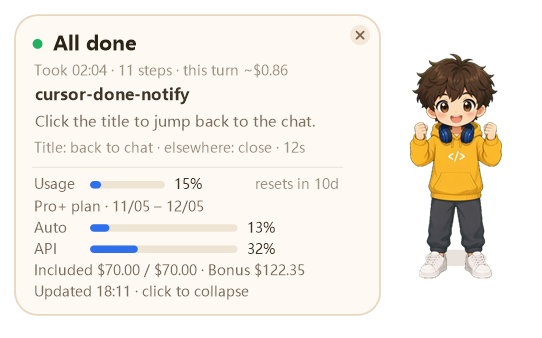 All done
Took 02:04 · 11 steps · this turn ~$0.86
cursor-done-notify
Click the title to jump back to the chat.
Title: back to chat · elsewhere: close · 12s
Usage 15% resets in 10d
Pro+ plan · 11/05 – 12/05
Auto 13%
API 32%
Included $70.00 / $70.00 · Bonus $122.35
Updated 18:11 · click to collapse
</>